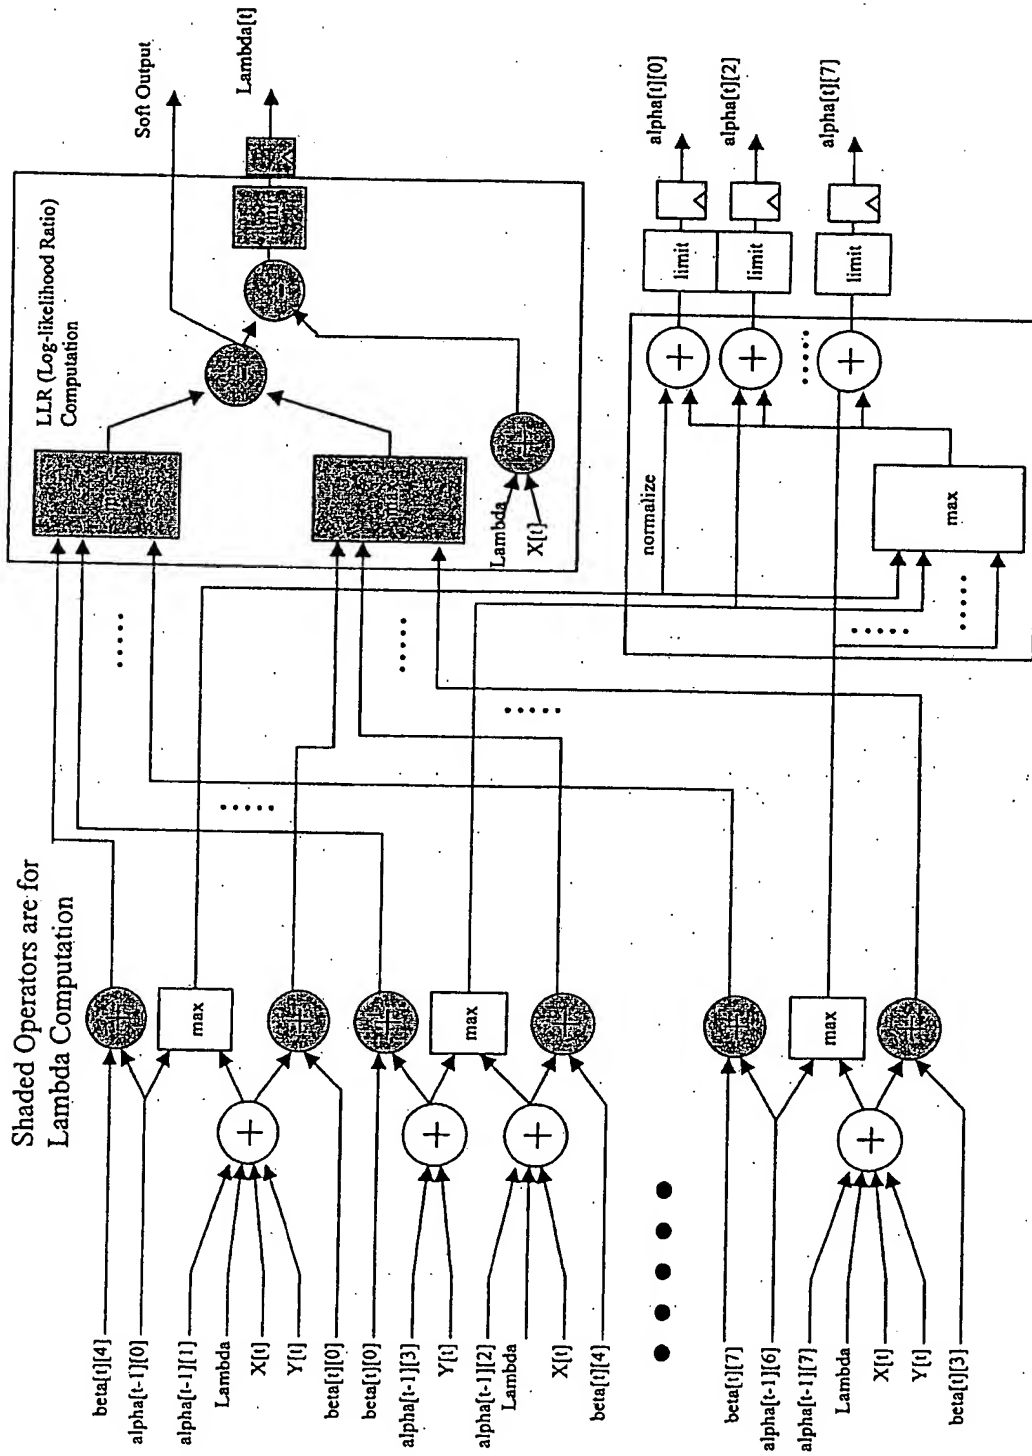 Shaded Operators are for
Lambda Computation
beta[t][4]
alpha[t-1][0]
alpha[t-1][1]
Lambda
X[t]
Y[t]
beta[t][0]
beta[t][0]
alpha[t-1][3]
Y[t]
alpha[t-1][2]
Lambda
X[t]
beta[t][4]
beta[t][7]
alpha[t-1][6]
alpha[t-1][7]
Lambda
X[t]
Y[t]
beta[t][3]
+
max
+
+
+
+
+
max
+
+
+
max
+
+
LLR (Log-likelihood Ratio)
Computation
max
max
Lambda
X[t]
+
-
-
limit
Soft Output
Lambda[t]
normalize
max
+
+
+
limit
limit
limit
alpha[t][0]
alpha[t][2]
alpha[t][7]